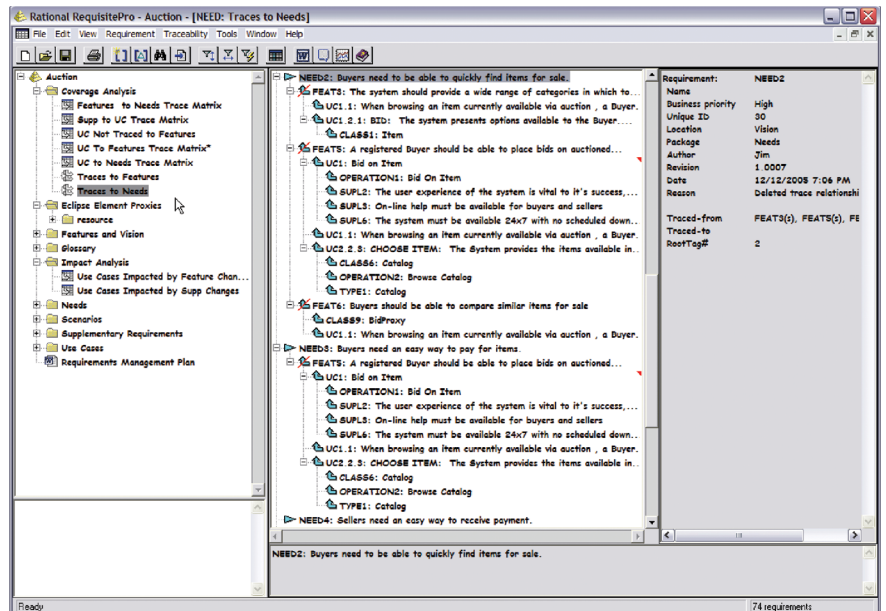 Rational RequisitePro - Auction - [NEED: Traces to Needs]
File Edit View Requirement Traceability Tools Window Help
Auction
Coverage Analysis
Features to Needs Trace Matrix
Supp to UC Trace Matrix
UC Not Traced to Features
UC To Features Trace Matrix*
UC to Needs Trace Matrix
Traces to Features
Traces to Needs
Eclipse Element Proxies
resource
Features and Vision
Glossary
Impact Analysis
Use Cases Impacted by Feature Chan...
Use Cases Impacted by Supp Changes
Needs
Scenarios
Supplementary Requirements
Use Cases
Requirements Management Plan
NEED2: Buyers need to be able to quickly find items for sale.
FEAT3: The system should provide a wide range of categories in which to...
UC1.1: When browsing an item currently available via auction , a Buyer.
UC1.2.1: BID: The system presents options available to the Buyer....
CLASS1: Item
FEAT5: A registered Buyer should be able to place bids on auctioned...
UC1: Bid on Item
OPERATION1: Bid On Item
SUPL2: The user experience of the system is vital to it's success,...
SUPL3: On-line help must be available for buyers and sellers
SUPL6: The system must be available 24x7 with no scheduled down..
UC1.1: When browsing an item currently available via auction , a Buyer.
UC2.2.3: CHOOSE ITEM: The System provides the items available in..
CLASS6: Catalog
OPERATION2: Browse Catalog
TYPE1: Catalog
FEAT6: Buyers should be able to compare similar items for sale
CLASS9: BidProxy
UC1.1: When browsing an item currently available via auction , a Buyer.
NEED3: Buyers need an easy way to pay for items.
FEAT5: A registered Buyer should be able to place bids on auctioned...
UC1: Bid on Item
OPERATION1: Bid On Item
SUPL2: The user experience of the system is vital to it's success,...
SUPL3: On-line help must be available for buyers and sellers
SUPL6: The system must be available 24x7 with no scheduled down..
UC1.1: When browsing an item currently available via auction , a Buyer.
UC2.2.3: CHOOSE ITEM: The System provides the items available in..
CLASS6: Catalog
OPERATION2: Browse Catalog
TYPE1: Catalog
NEED4: Sellers need an easy way to receive payment.
Requirement: NEED2
Name
Business priority High
Unique ID 30
Location Vision
Package Needs
Author Jim
Revision 1.0007
Date 12/12/2005 7:06 PM
Reason Deleted trace relationshi
Traced-from FEAT3(s), FEAT5(s), FE
Traced-to
RootTag# 2
NEED2: Buyers need to be able to quickly find items for sale.
Ready
74 requirements